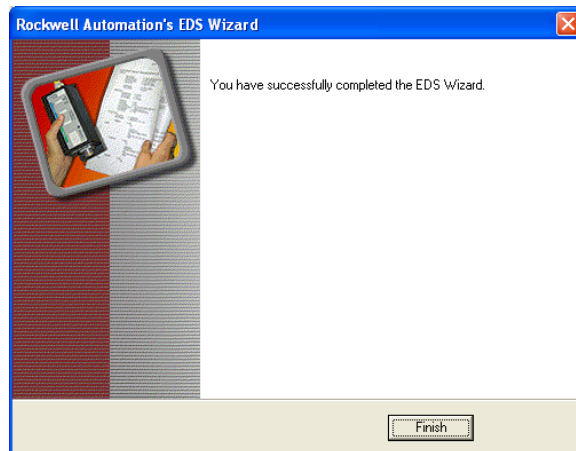 Rockwell Automation's EDS Wizard
You have successfully completed the EDS Wizard.
Finish